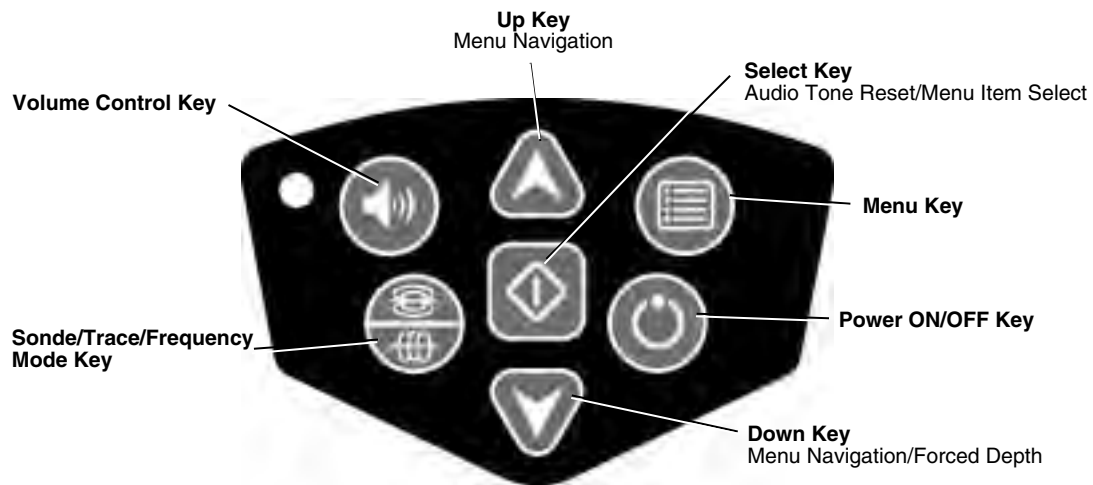 Up Key
Menu Navigation
Select Key
Audio Tone Reset/Menu Item Select
Volume Control Key
Menu Key
Sonde/Trace/Frequency
Mode Key
Power ON/OFF Key
Down Key
Menu Navigation/Forced Depth